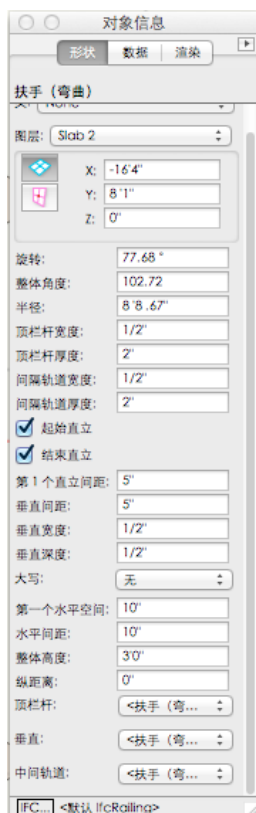 对象信息
形状 数据 渲染
扶手（弯曲）
图层: Slab 2
X: -16'4"
Y: 8'1"
Z: 0"
旋转: 77.68 °
整体角度: 102.72
半径: 8'8.67"
顶栏杆宽度: 1/2"
顶栏杆厚度: 2"
间隔轨道宽度: 1/2"
间隔轨道厚度: 2"
起始直立
结束直立
第 1 个直立间距: 5"
垂直间距: 5"
垂直宽度: 1/2"
垂直深度: 1/2"
大写: 无
第一个水平空间: 10"
水平间距: 10"
整体高度: 3'0"
纵距离: 0"
顶栏杆: <扶手（弯...
垂直: <扶手（弯...
中间轨道: <扶手（弯...
IFC... <默认 IfcRailing>